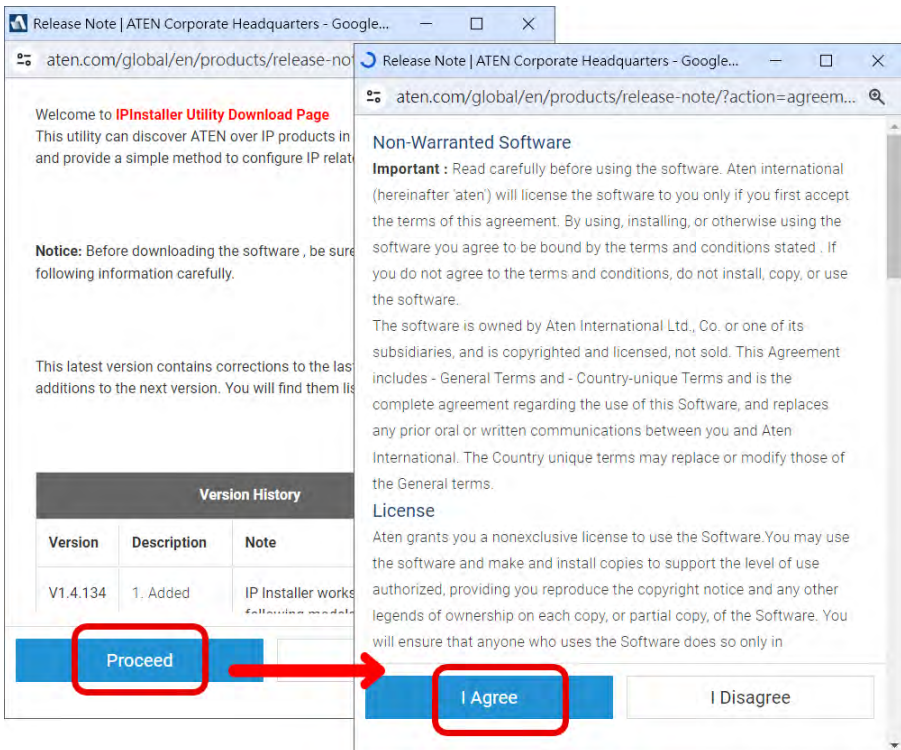 Release Note | ATEN Corporate Headquarters - Google...
aten.com/global/en/products/release-not
Welcome to IPInstaller Utility Download Page
This utility can discover ATEN over IP products in
and provide a simple method to configure IP relat
Notice: Before downloading the software , be sure
following information carefully.
This latest version contains corrections to the las
additions to the next version. You will find them lis
Version History
Version Description Note
V1.4.134 1. Added IP Installer works
following models
Proceed
Release Note | ATEN Corporate Headquarters - Google...
aten.com/global/en/products/release-note/?action=agreem...
Non-Warranted Software
Important : Read carefully before using the software. Aten international
(hereinafter 'aten') will license the software to you only if you first accept
the terms of this agreement. By using, installing, or otherwise using the
software you agree to be bound by the terms and conditions stated . If
you do not agree to the terms and conditions, do not install, copy, or use
the software.
The software is owned by Aten International Ltd., Co. or one of its
subsidiaries, and is copyrighted and licensed, not sold. This Agreement
includes - General Terms and - Country-unique Terms and is the
complete agreement regarding the use of this Software, and replaces
any prior oral or written communications between you and Aten
International. The Country unique terms may replace or modify those of
the General terms.
License
Aten grants you a nonexclusive license to use the Software.You may use
the software and make and install copies to support the level of use
authorized, providing you reproduce the copyright notice and any other
legends of ownership on each copy, or partial copy, of the Software. You
will ensure that anyone who uses the Software does so only in
I Agree
I Disagree